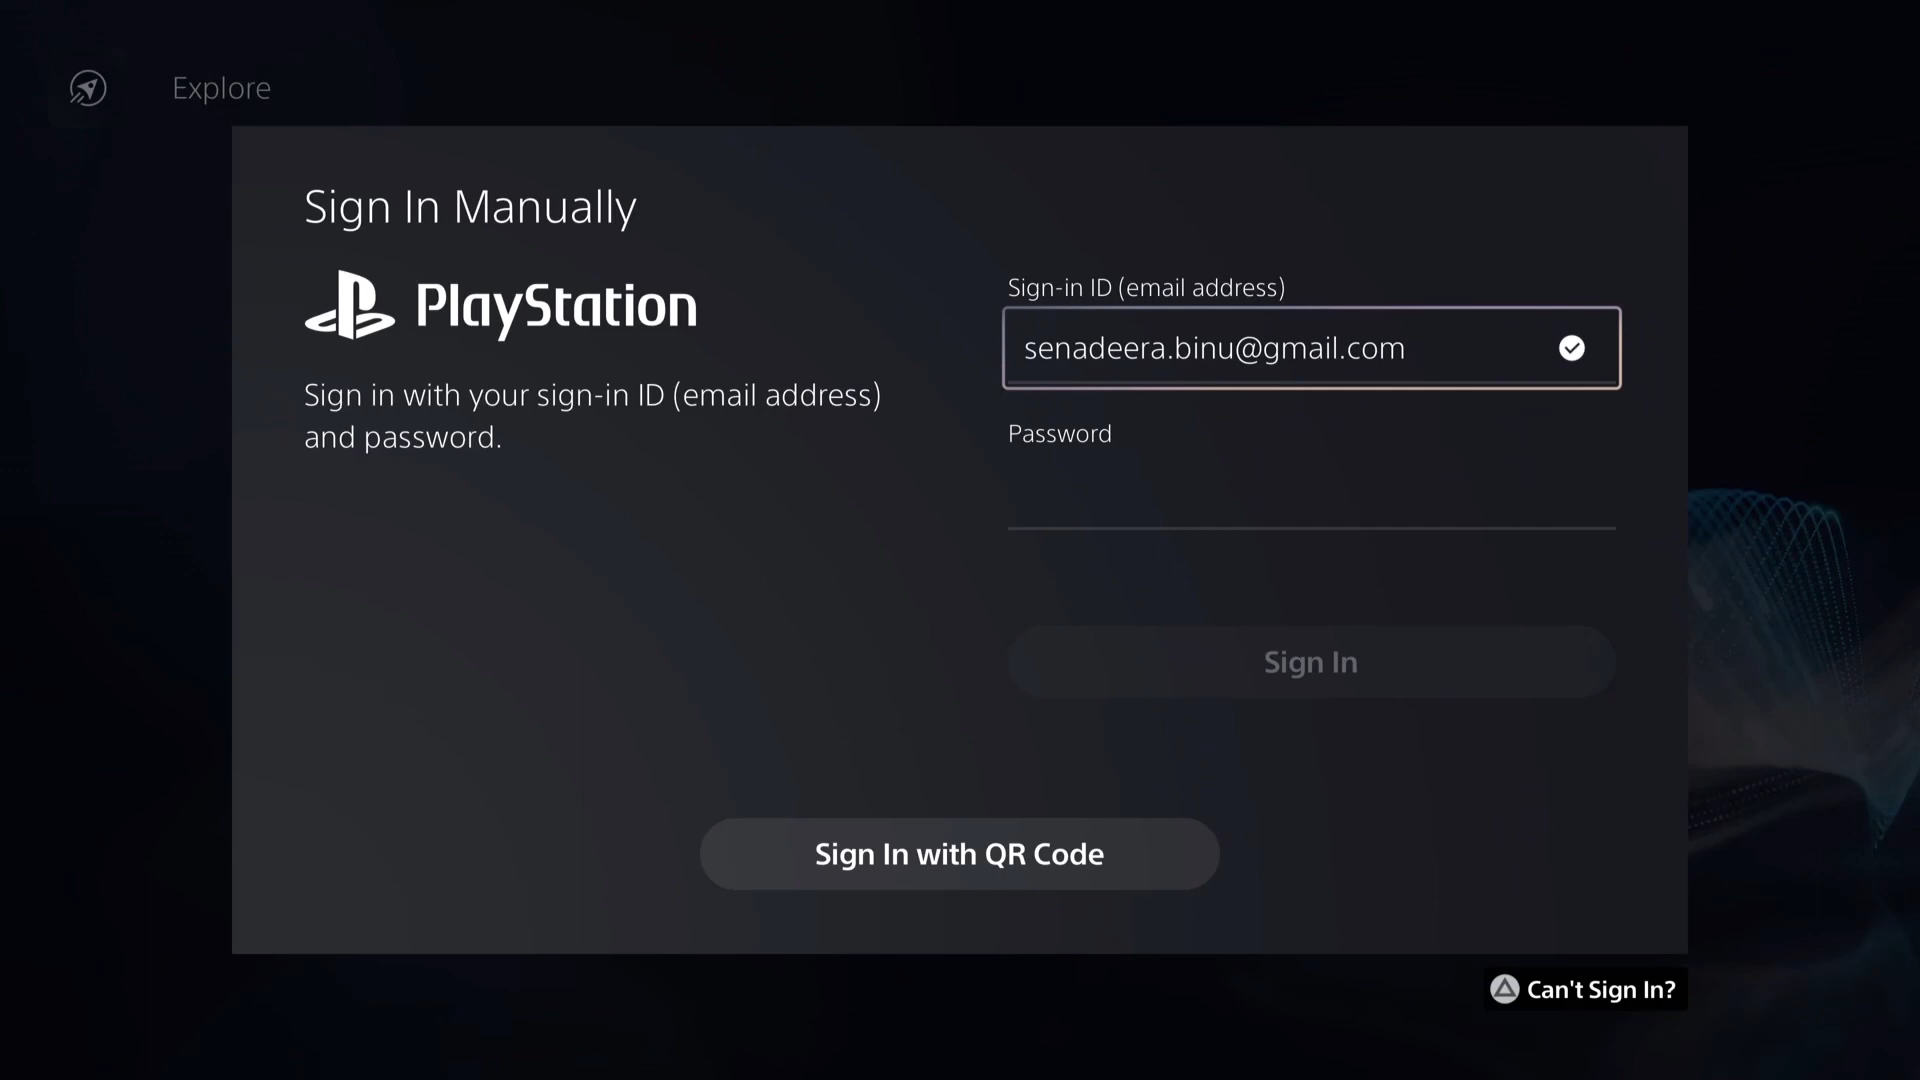 Explore
Sign In Manually
PlayStation
Sign in with your sign-in ID (email address)
and password.
Sign-in ID (email address)
senadeera.binu@gmail.com
Password
Sign In
Sign In with QR Code
Can't Sign In?